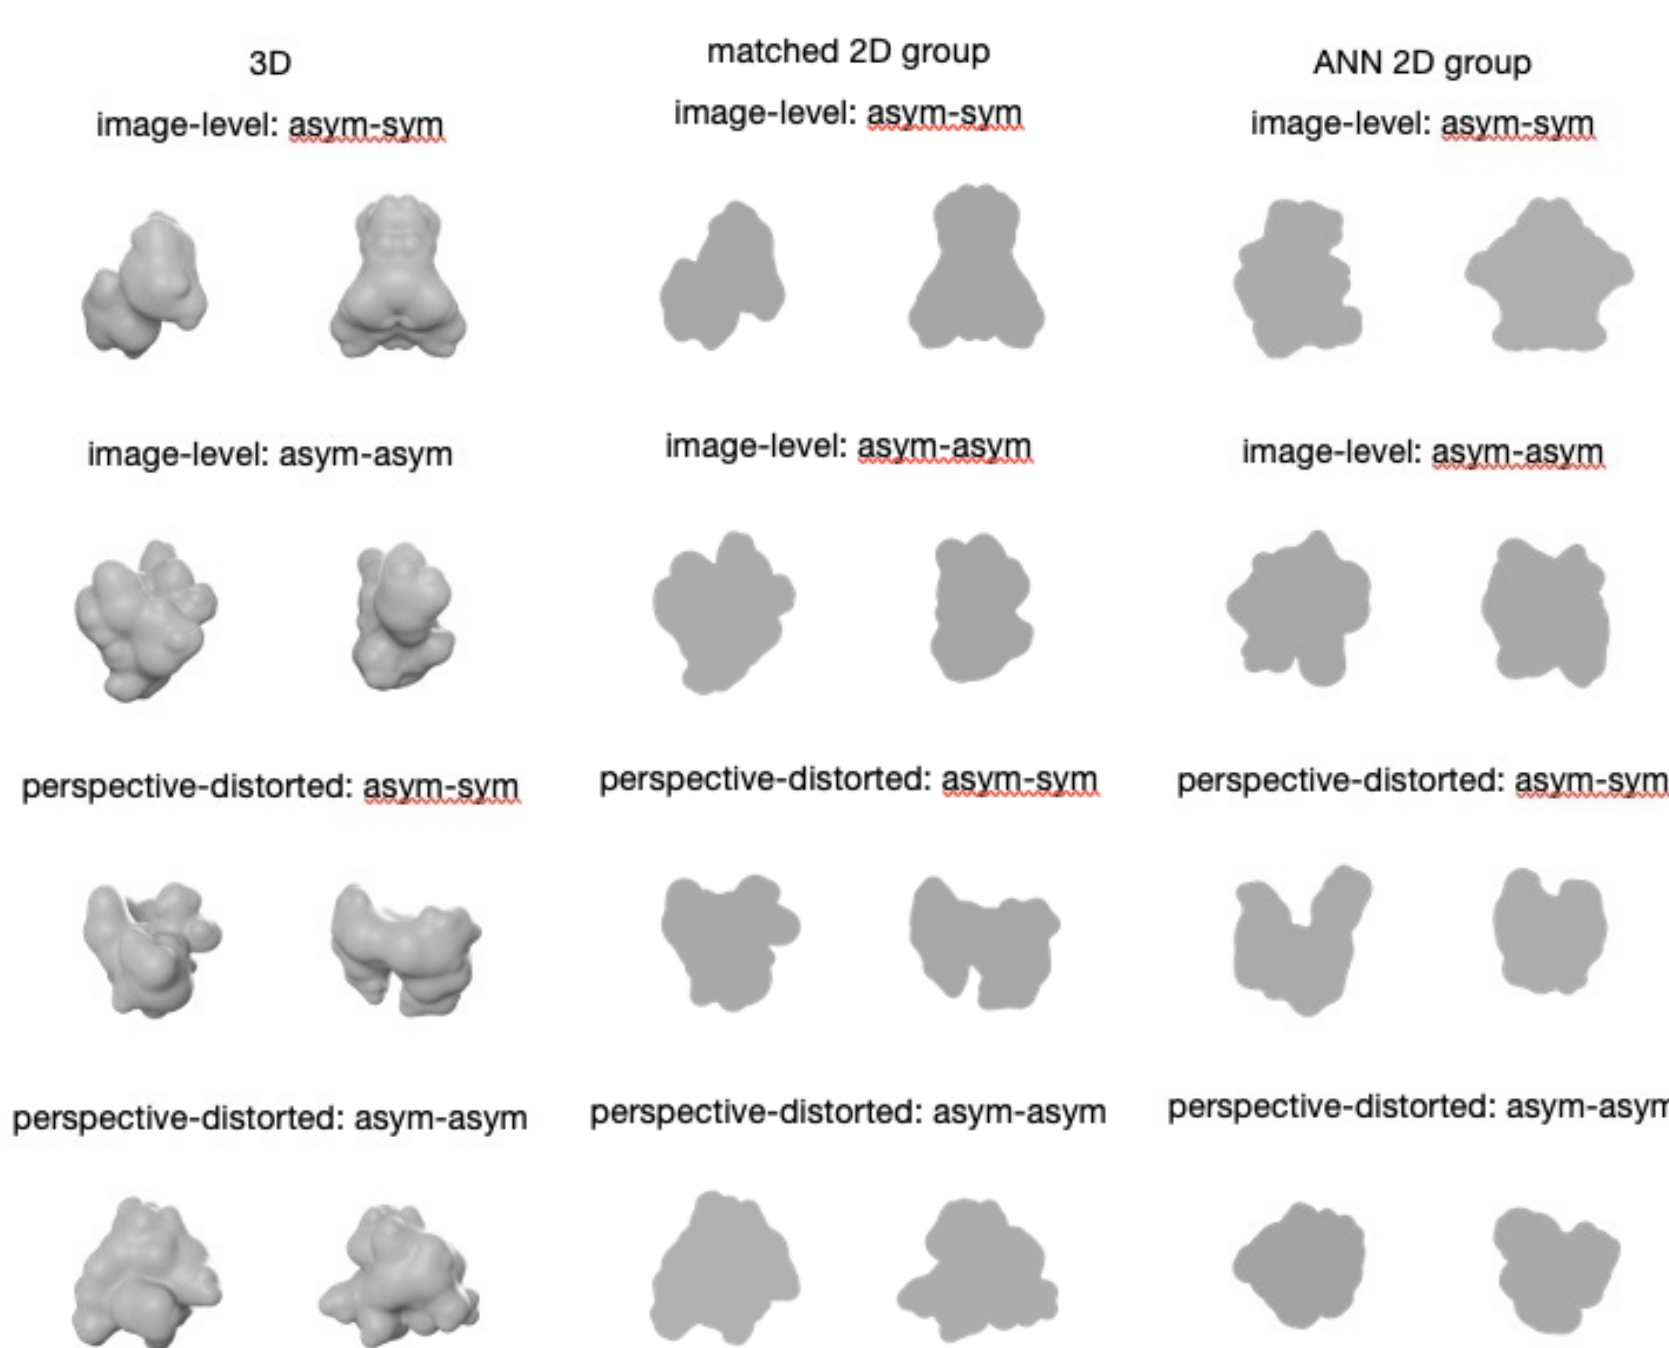 3D
matched 2D group
ANN 2D group
image-level: asym-sym
image-level: asym-sym
image-level: asym-sym
image-level: asym-asym
image-level: asym-asym
image-level: asym-asym
perspective-distorted: asym-sym
perspective-distorted: asym-sym
perspective-distorted: asym-sym
perspective-distorted: asym-asym
perspective-distorted: asym-asym
perspective-distorted: asym-asym